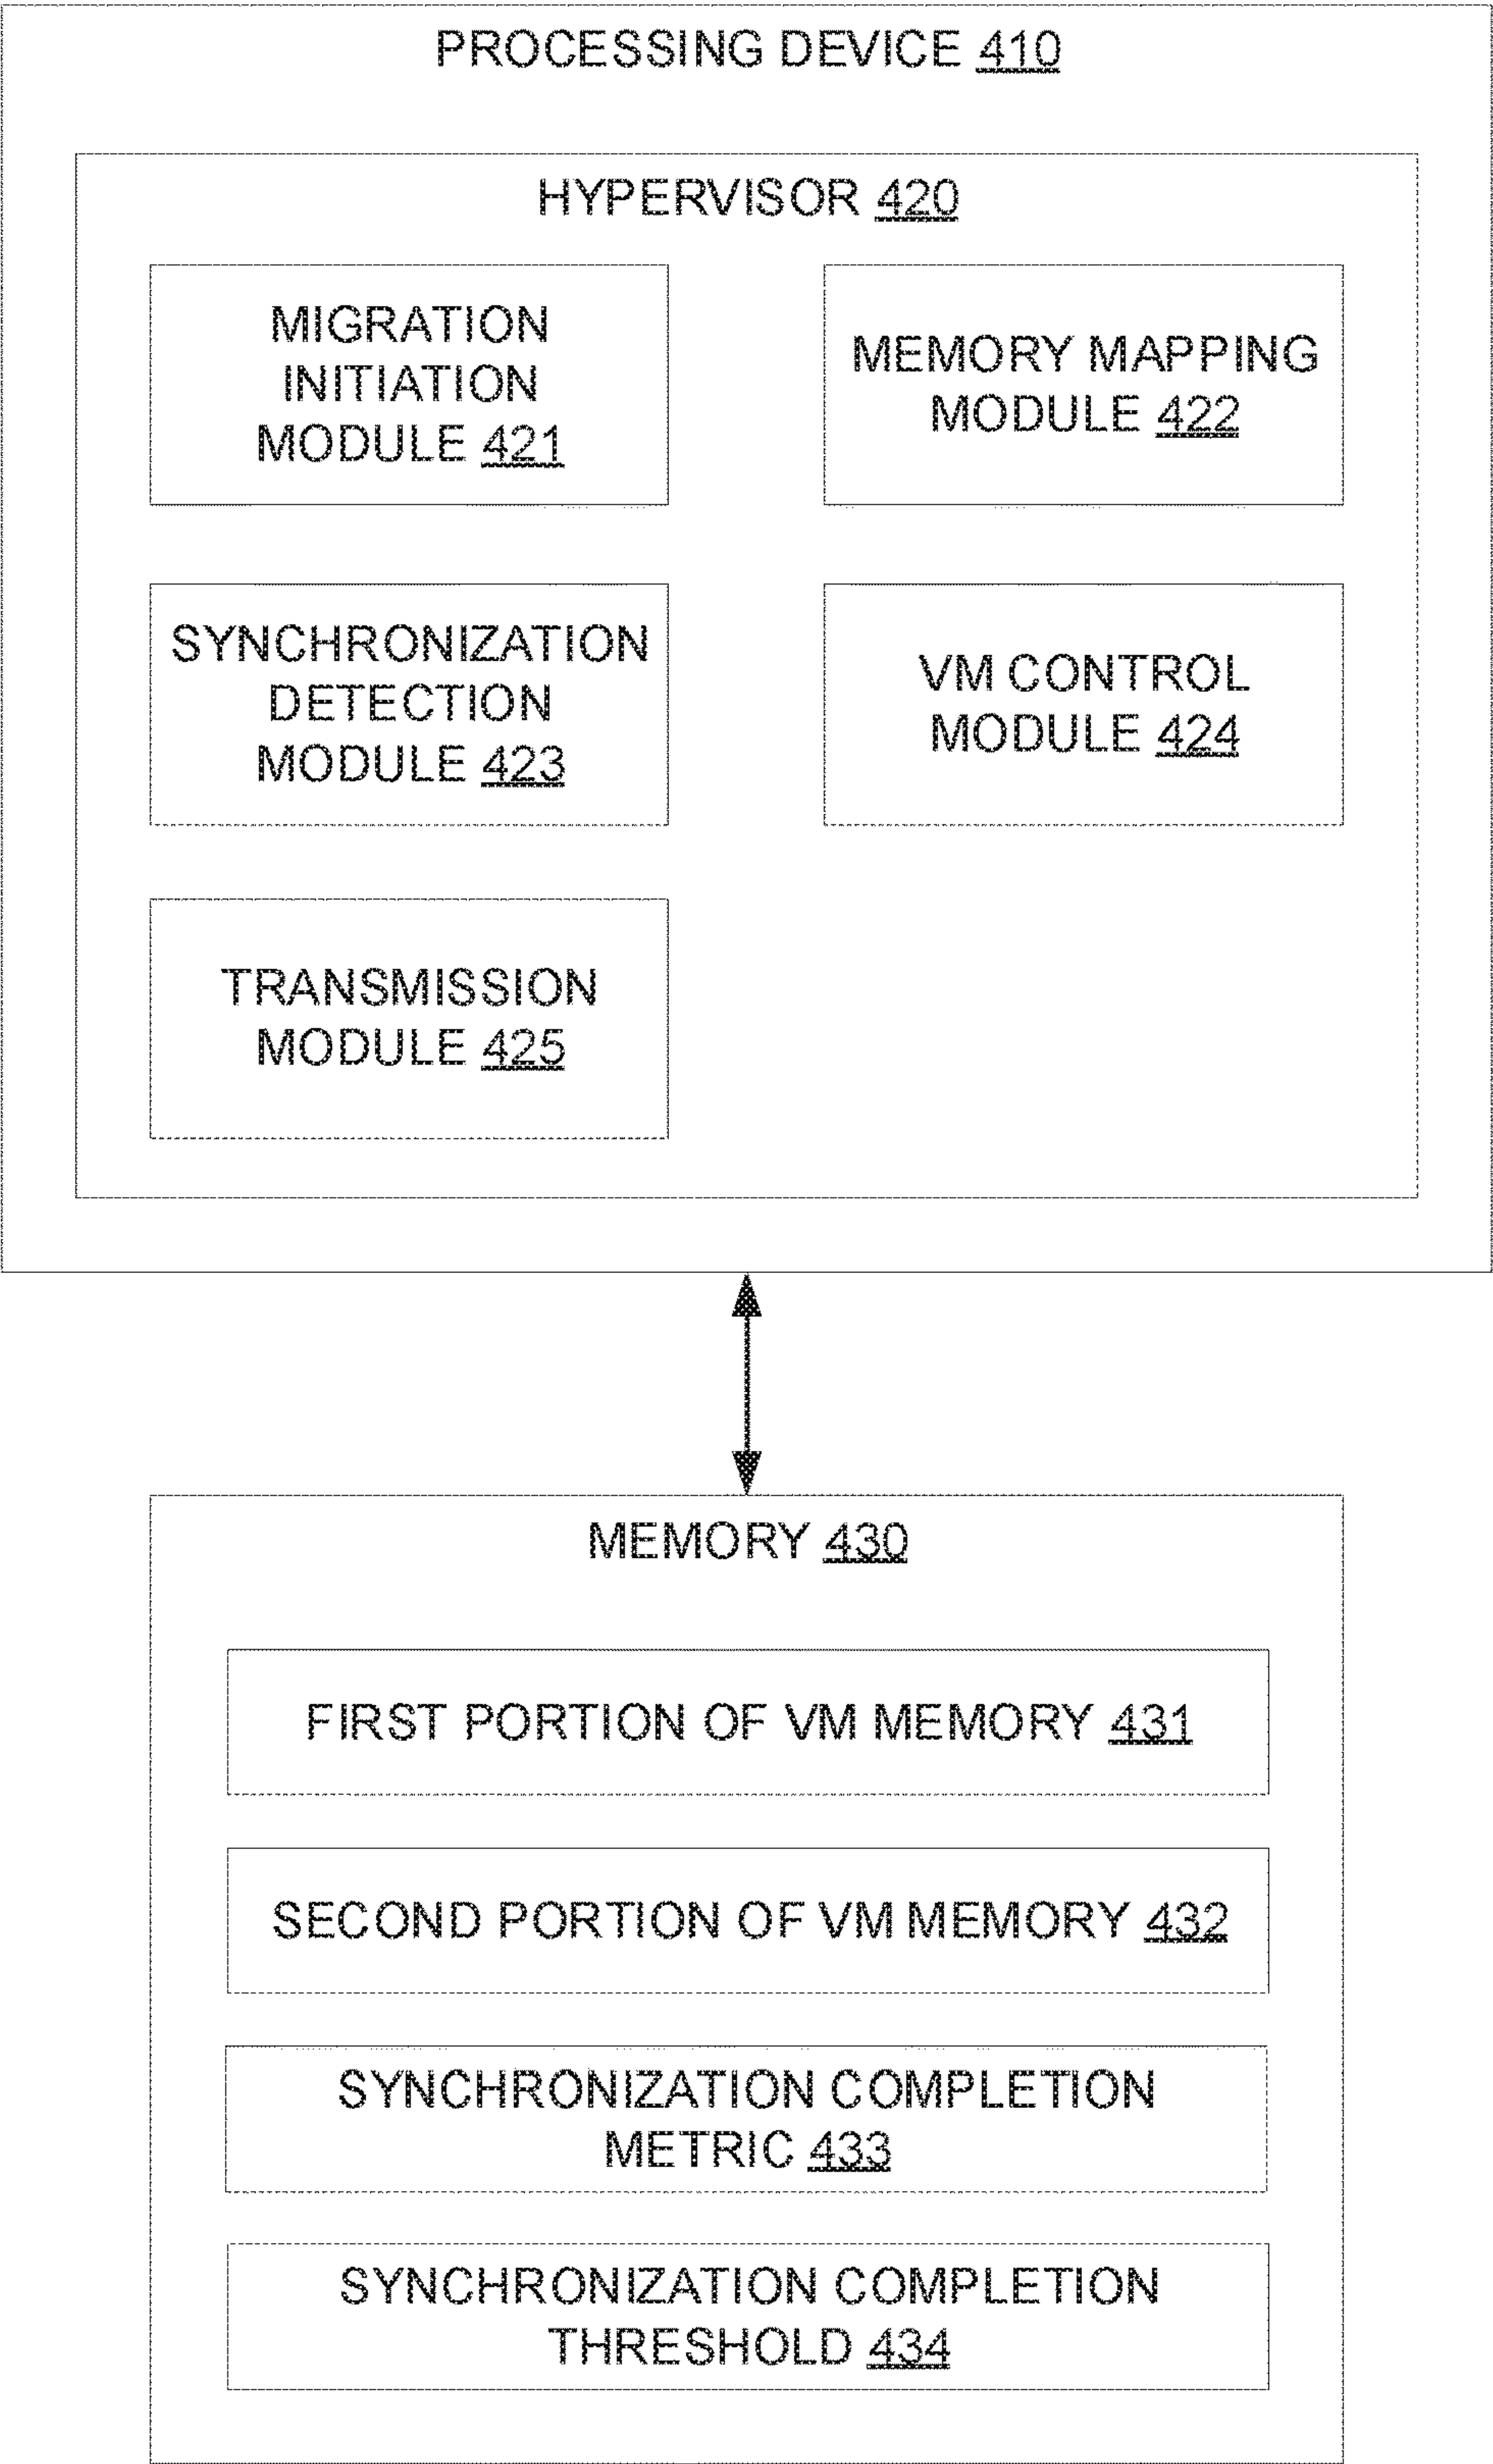 PROCESSING DEVICE 410
HYPERVISOR 420
MIGRATION
INITIATION
MODULE 421
MEMORY MAPPING
MODULE 422
SYNCHRONIZATION
DETECTION
MODULE 423
VM CONTROL
MODULE 424
TRANSMISSION
MODULE 425
MEMORY 430
FIRST PORTION OF VM MEMORY 431
SECOND PORTION OF VM MEMORY 432
SYNCHRONIZATION COMPLETION
METRIC 433
SYNCHRONIZATION COMPLETION
THRESHOLD 434